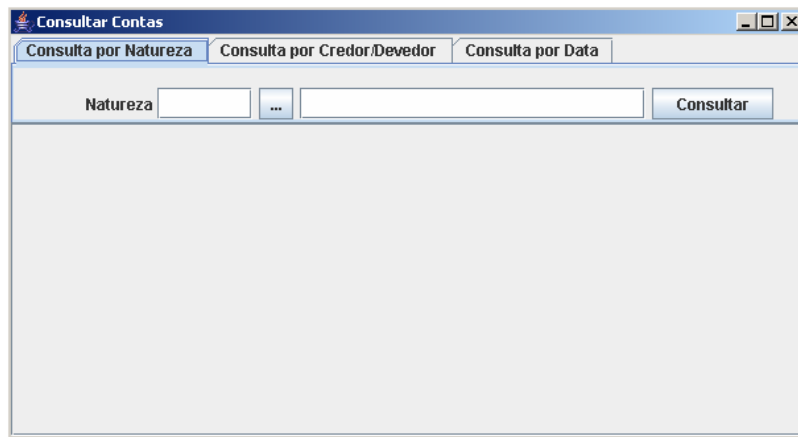 Consultar Contas
Consulta por Natureza Consulta por Credor/Devedor Consulta por Data
Natureza ... Consultar